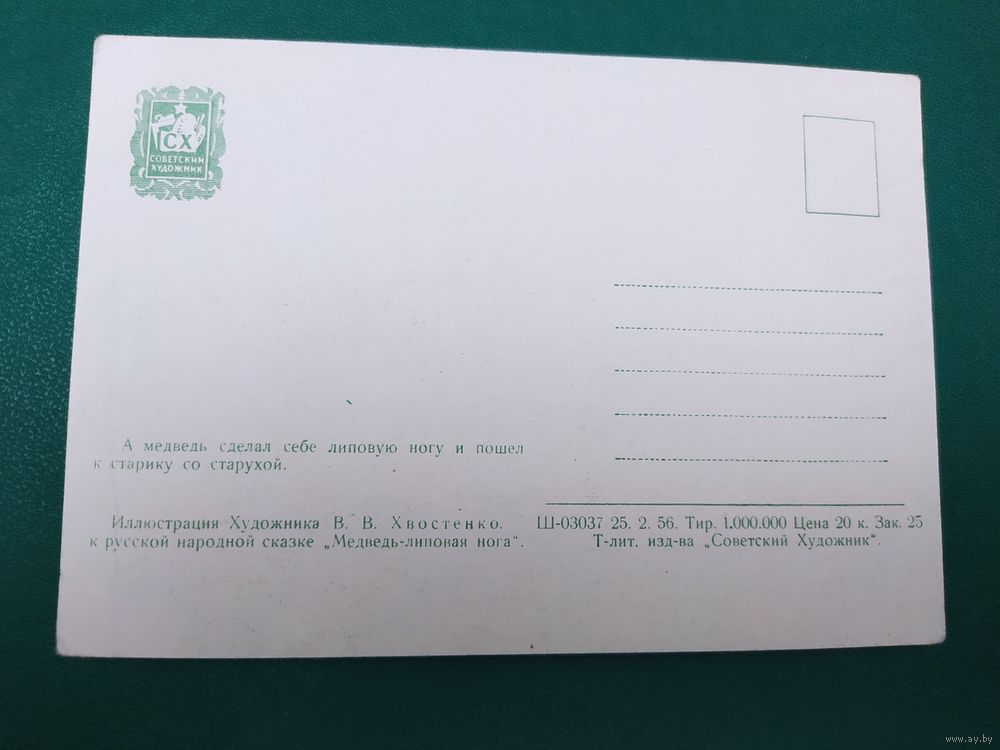 СХ
СОВЕТСКИЙ
ХУДОЖНИК
А медведь сделал себе липовую ногу и пошел
к старику со старухой.
Иллюстрация Художника В. В. Хвостенко.
к русской народной сказке „Медведь-липовая нога“.
Ш-03037 25. 2. 56. Тир. 1.000.000 Цена 20 к. Зак. 25
Т-лит. изд-ва „Советский Художник“.
www.ay.by